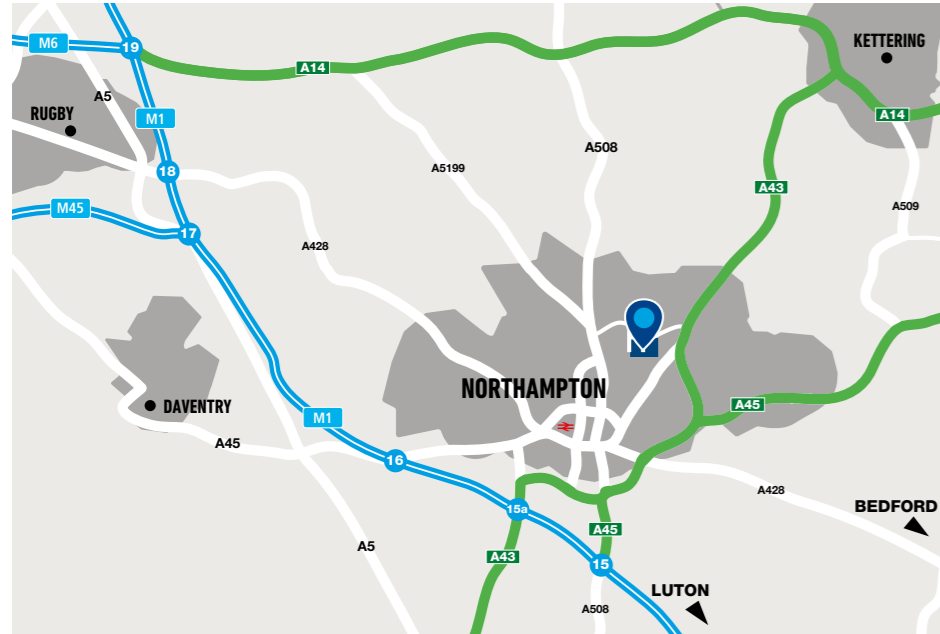 M6
19
A14
KETTERING
A5
RUGBY
M1
A14
A508
18
A5199
A43
M45
A509
17
A428
NORTHAMPTON
DAVENTRY
A45
M1
A45
16
A428
BEDFORD
15a
A45
A5
A43
15
LUTON
A508